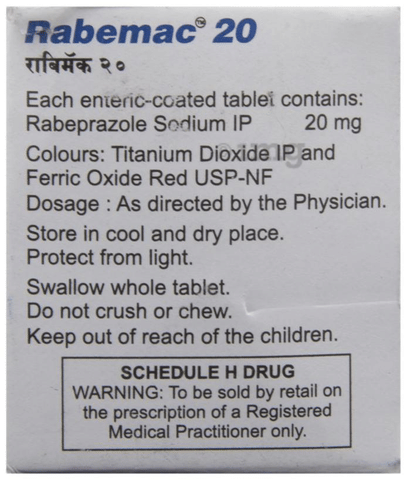 Rabemac™ 20
राबिमॅक २०
Each enteric-coated tablet contains:
Rabeprazole Sodium IP 20 mg
Colours: Titanium Dioxide IP and
Ferric Oxide Red USP-NF
Dosage : As directed by the Physician.
Store in cool and dry place.
Protect from light.
Swallow whole tablet.
Do not crush or chew.
Keep out of reach of the children.
SCHEDULE H DRUG
WARNING: To be sold by retail on
the prescription of a Registered
Medical Practitioner only.